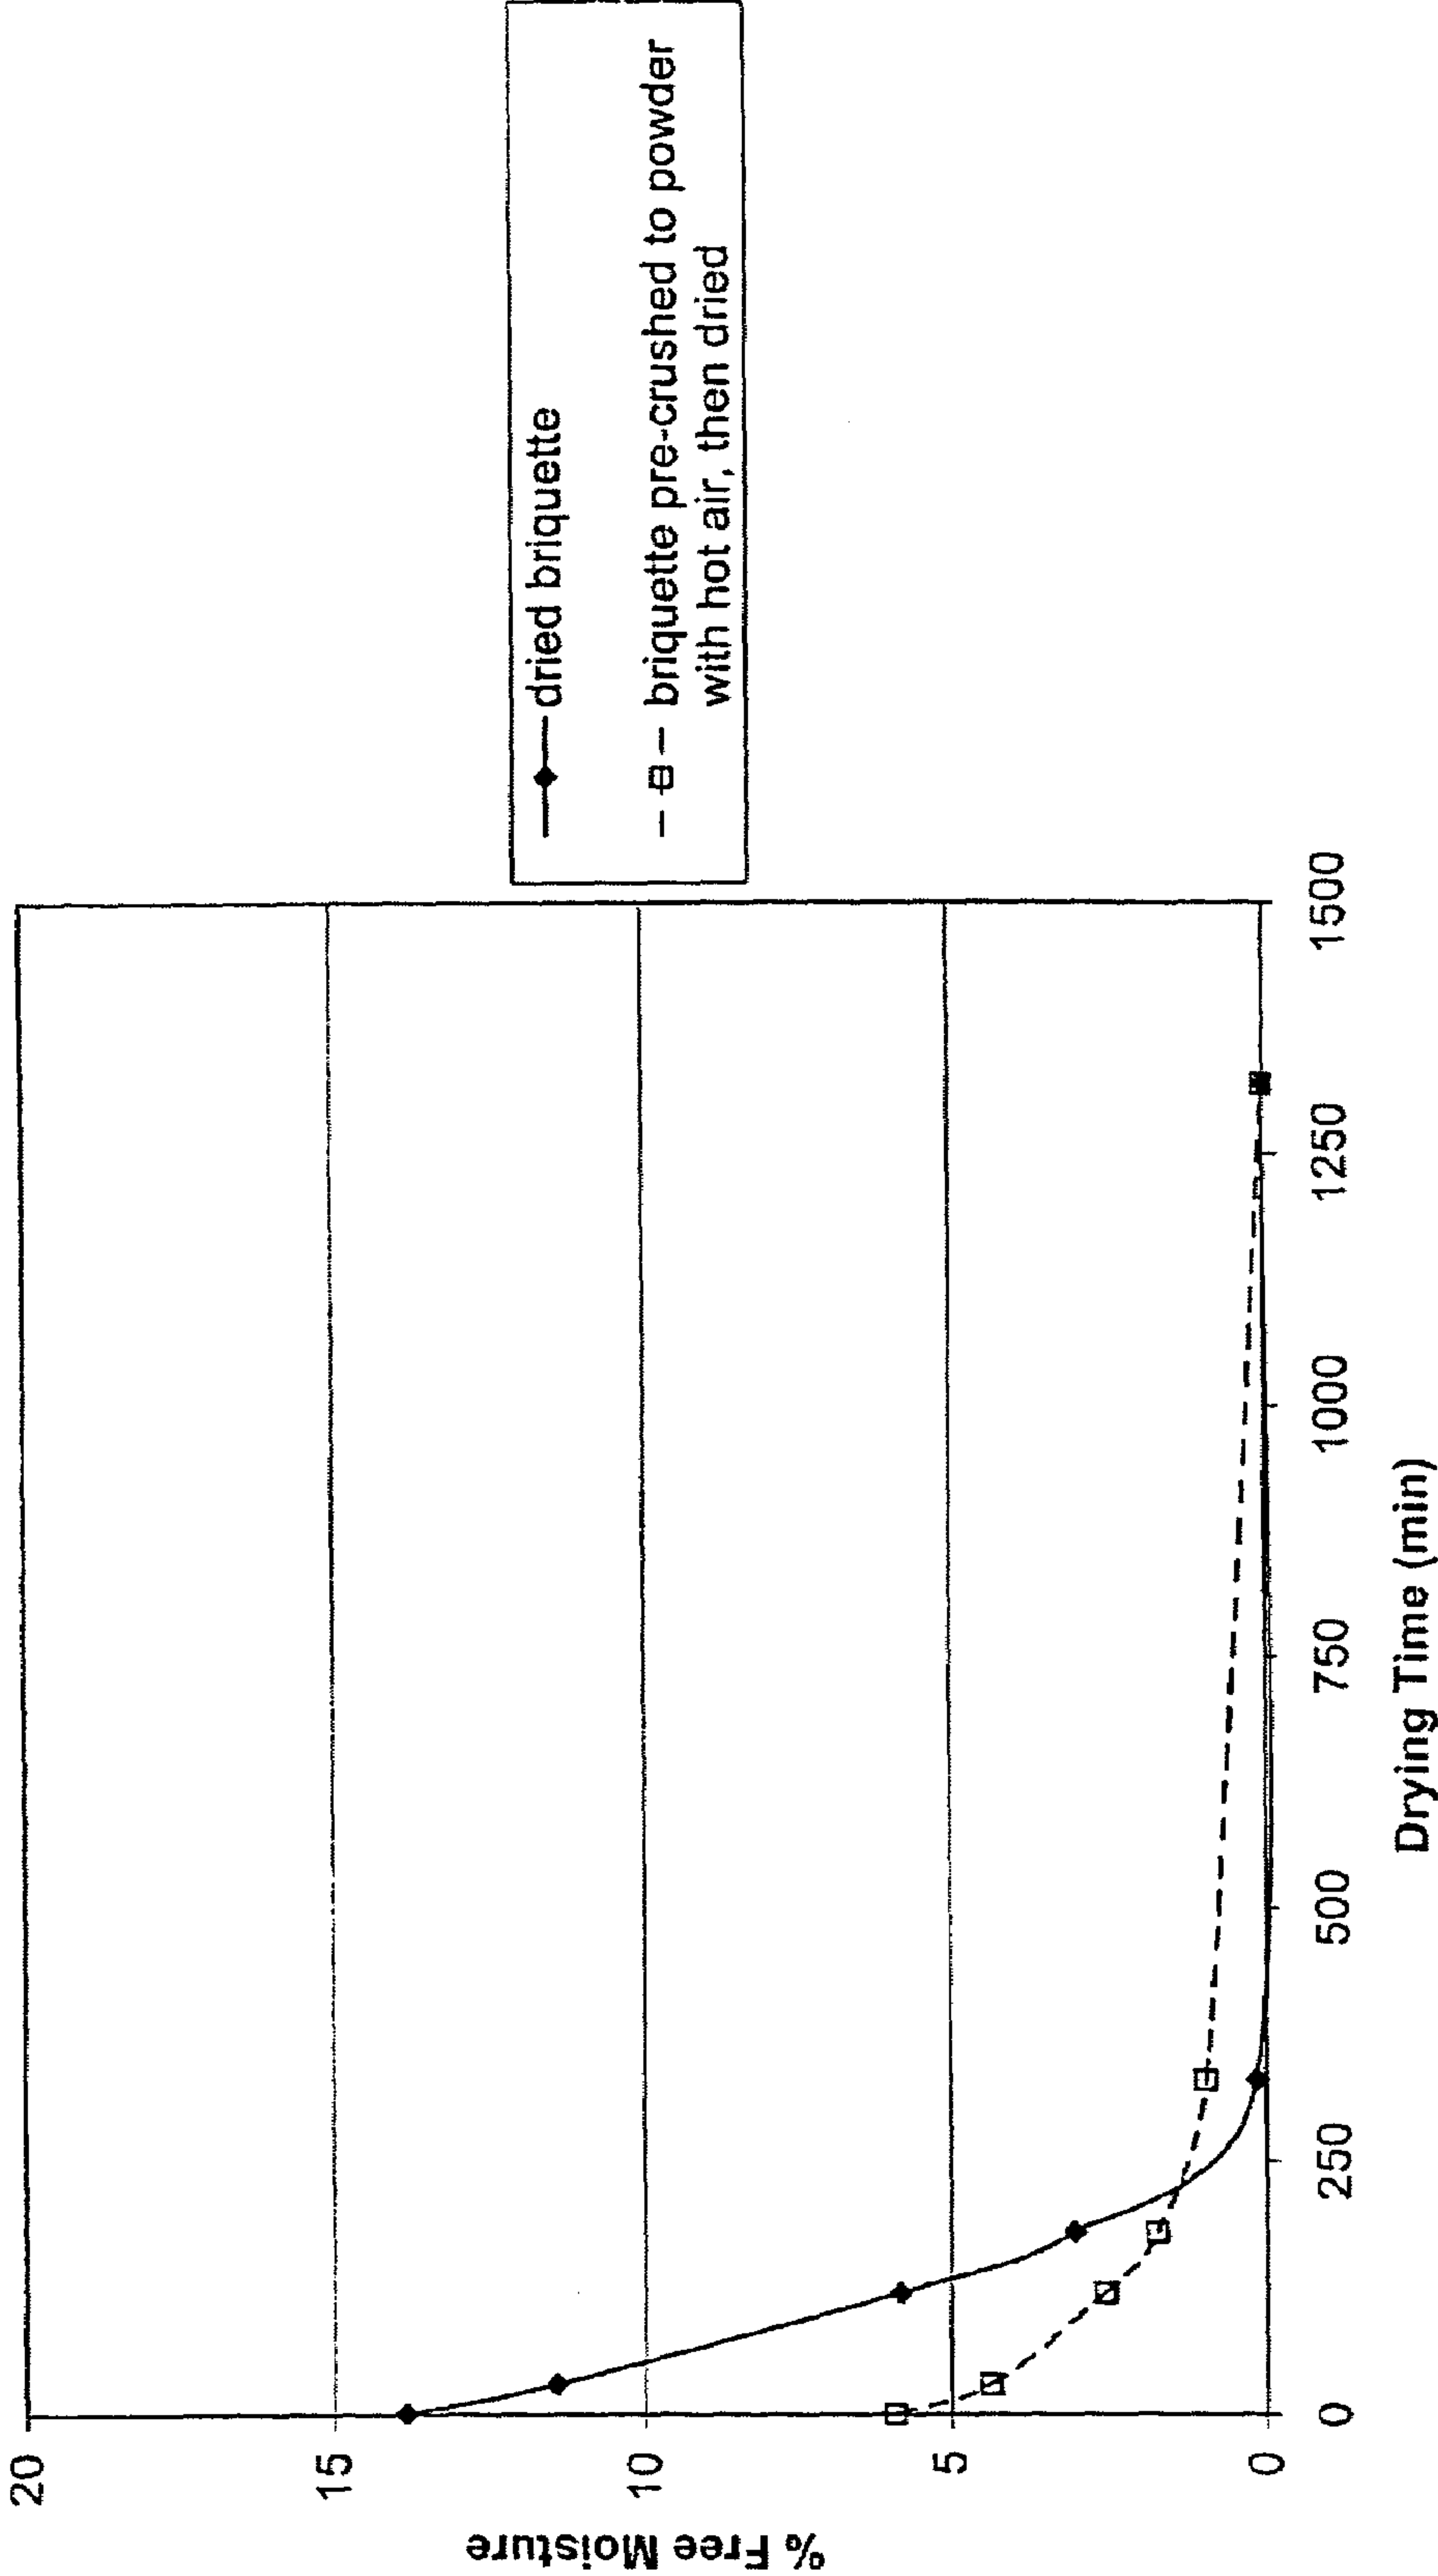 % Free Moisture
20
15
10
5
0
0
250
500
750
1000
1250
1500
Drying Time (min)
dried briquette
briquette pre-crushed to powder
with hot air, then dried